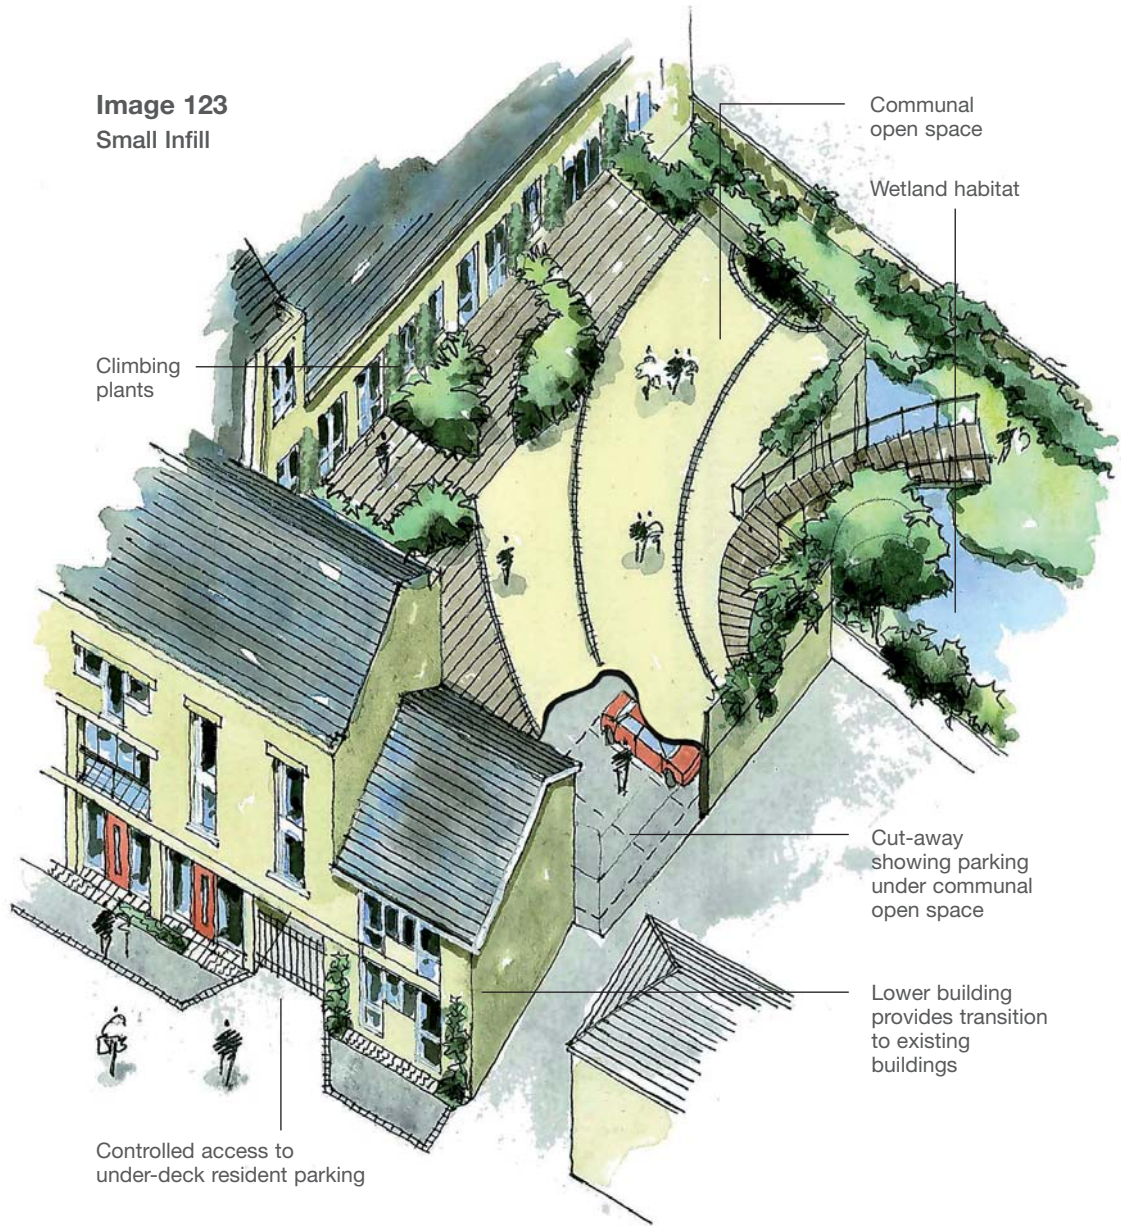 Image 123
Small Infill
Communal
open space
Wetland habitat
Climbing
plants
Cut-away
showing parking
under communal
open space
Lower building
provides transition
to existing
buildings
Controlled access to
under-deck resident parking